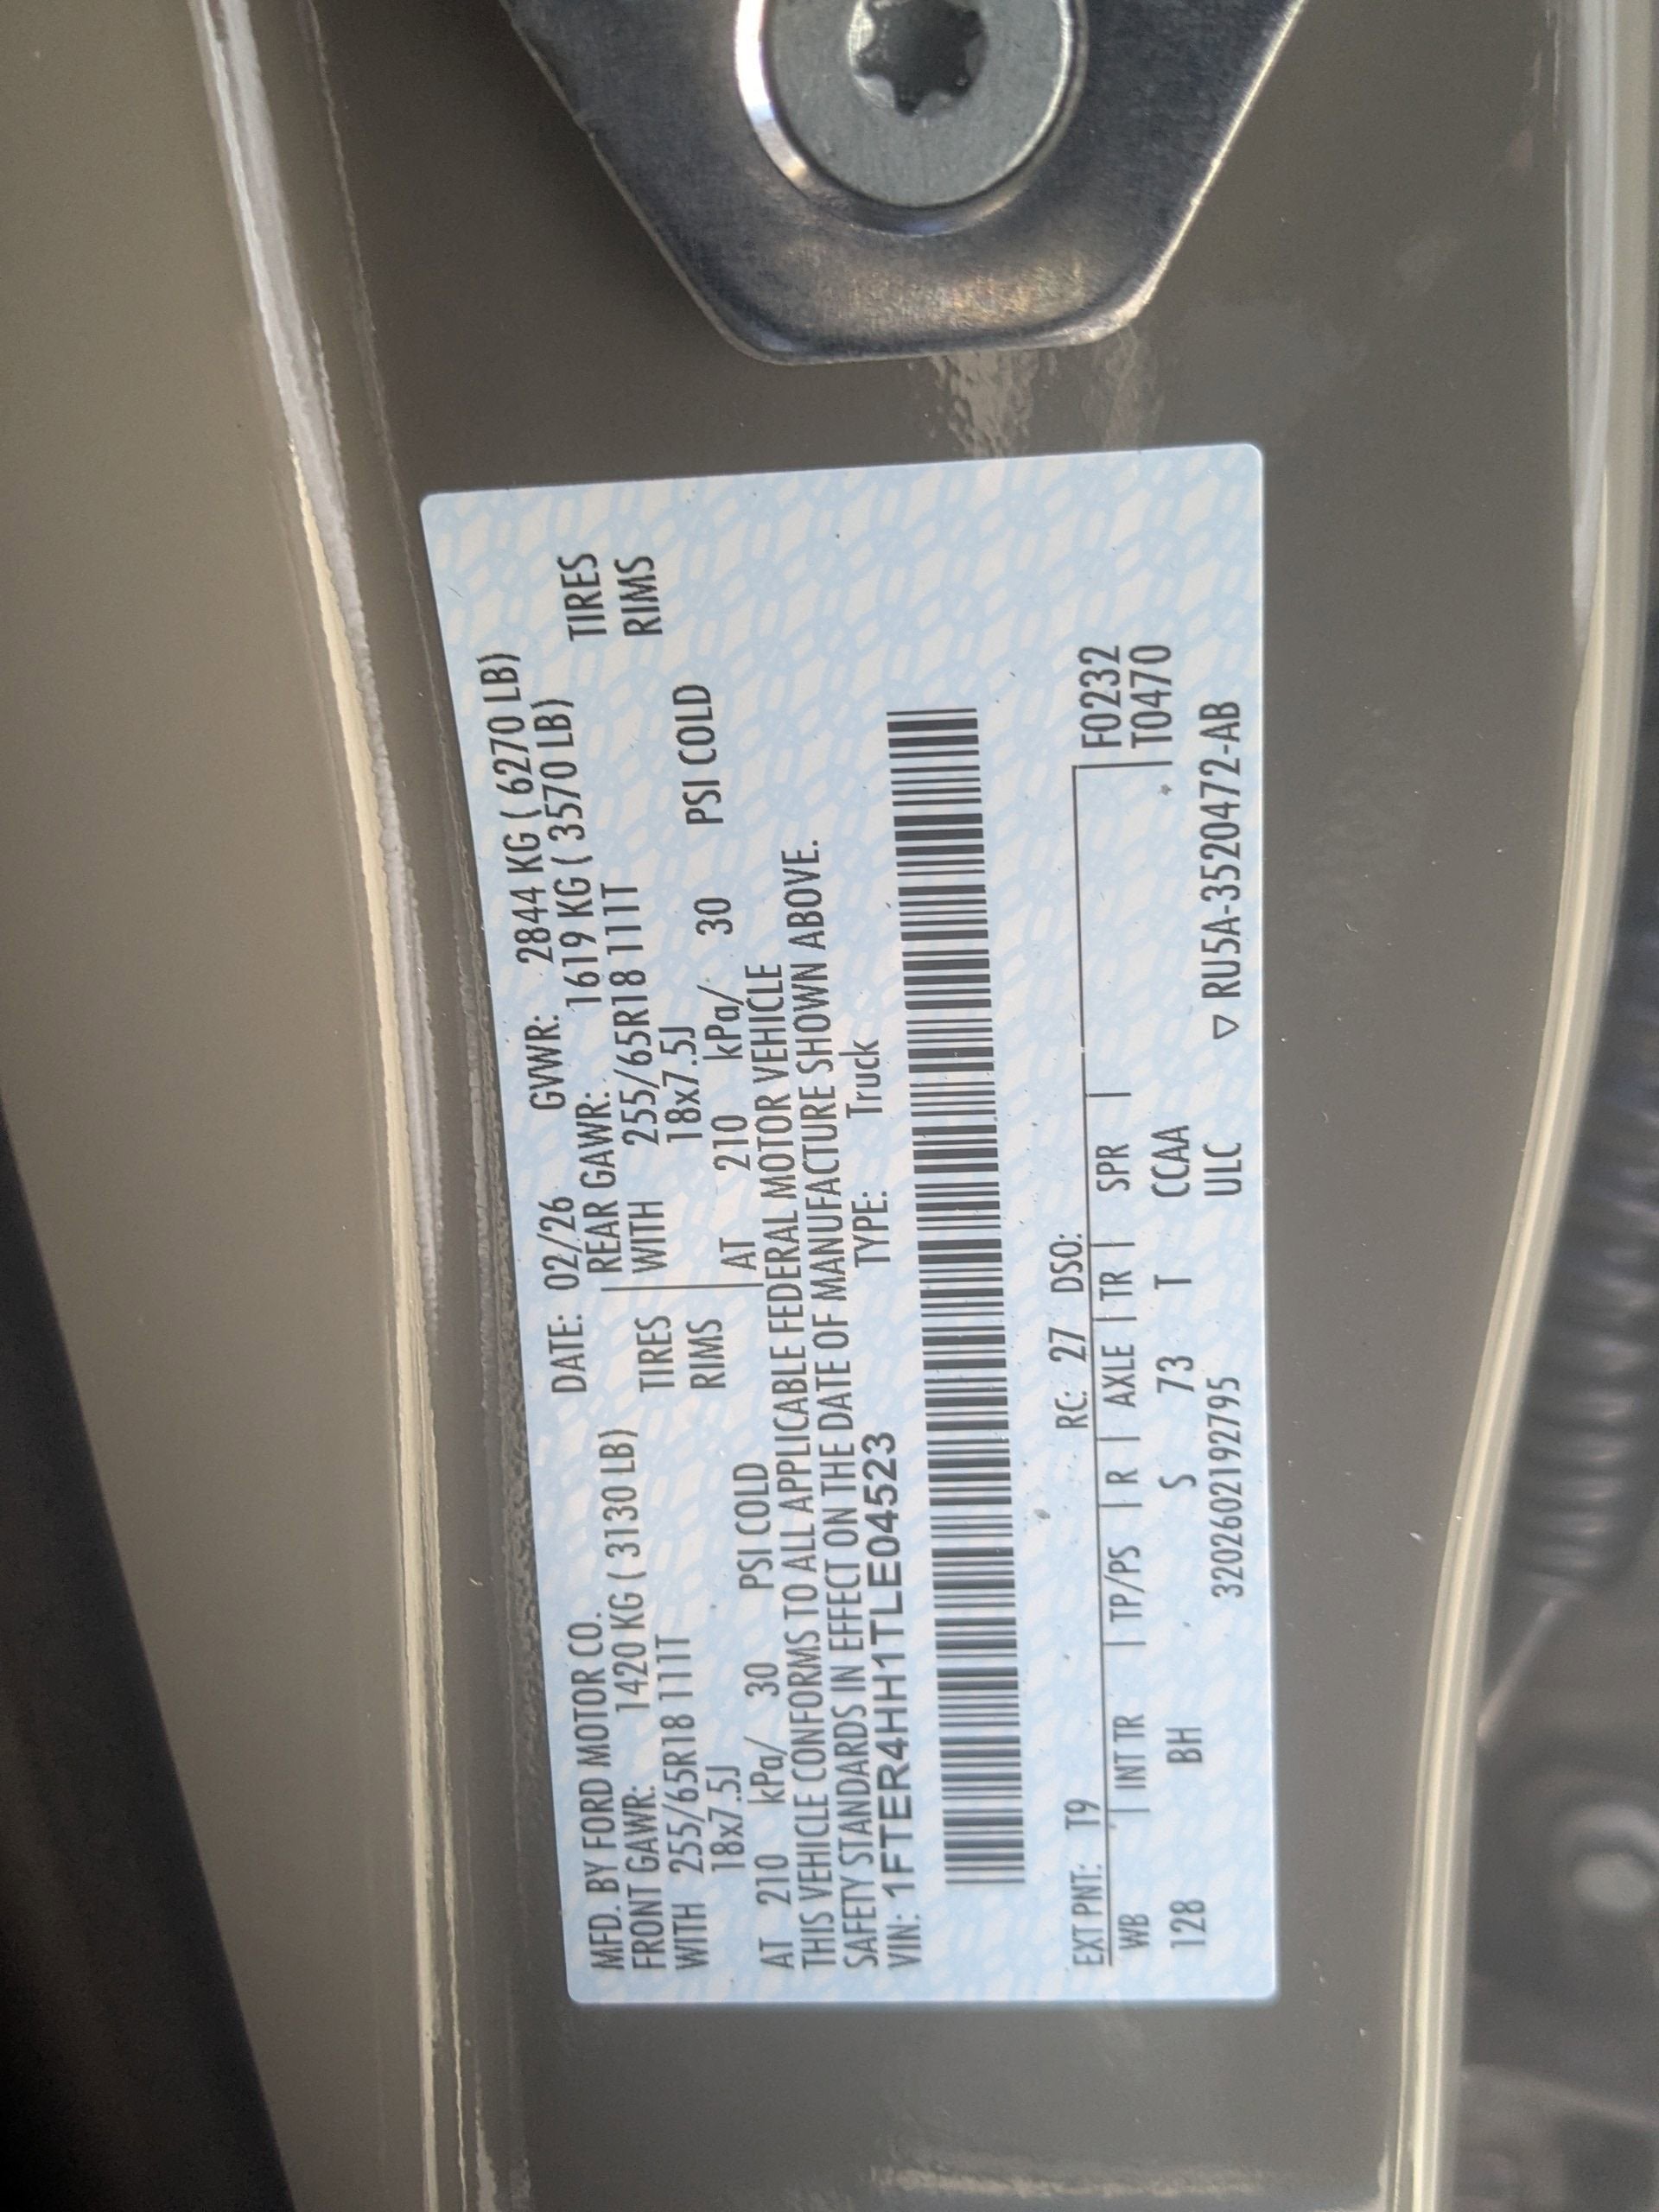 MFD. BY FORD MOTOR CO. DATE: 02/26 GVWR: 2844 KG ( 6270 LB)
FRONT GAWR: 1420 KG ( 3130 LB) REAR GAWR: 1619 KG ( 3570 LB)
WITH 255/65R18 111T TIRES WITH 255/65R18 111T TIRES
18x7.5J RIMS 18x7.5J RIMS
AT 210 kPa/ 30 PSI COLD AT 210 kPa/ 30 PSI COLD
THIS VEHICLE CONFORMS TO ALL APPLICABLE FEDERAL MOTOR VEHICLE
SAFETY STANDARDS IN EFFECT ON THE DATE OF MANUFACTURE SHOWN ABOVE.
VIN: 1FTER4HH1TLE04523 TYPE: Truck
EXT PNT: T9 RC: 27 DSO:
WB | INT TR | TP/PS | R | AXLE | TR | SPR | F0232
128 BH S 73 T CCAA T0470
3202602192795 ULC ▽ RU5A-3520472-AB